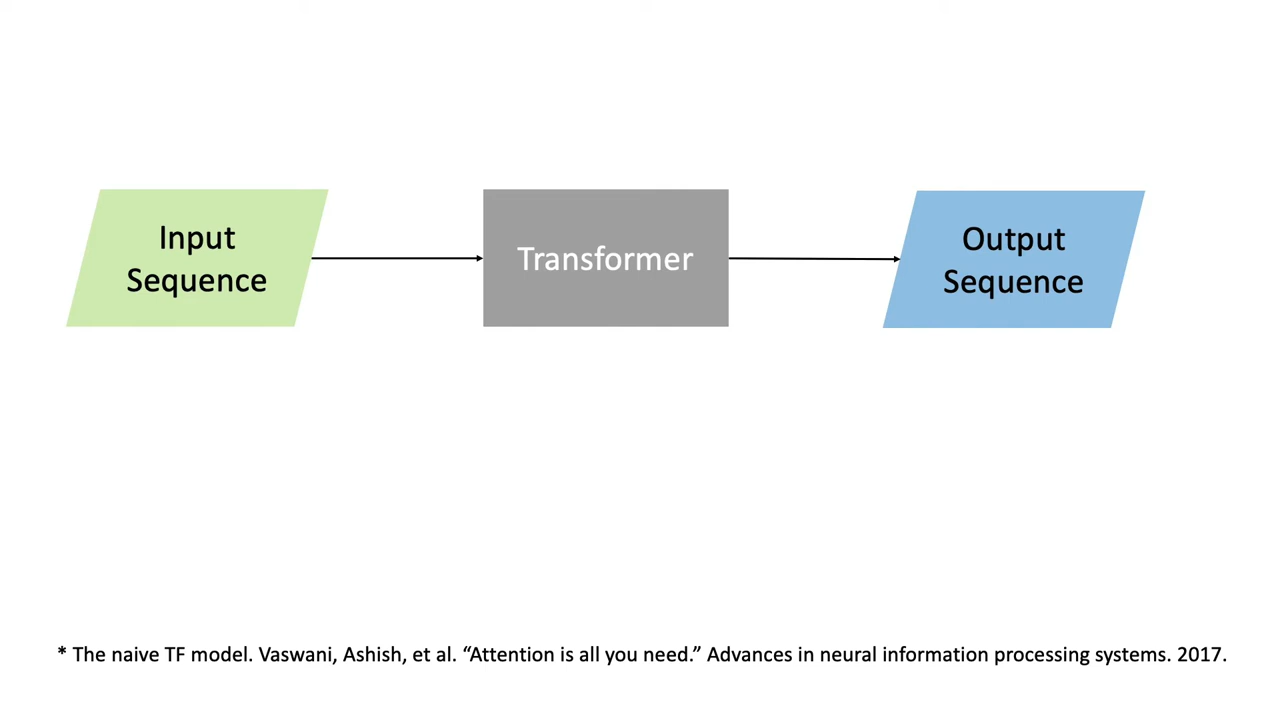 Input
Sequence
Transformer
Output
Sequence
* The naive TF model. Vaswani, Ashish, et al. “Attention is all you need.” Advances in neural information processing systems. 2017.